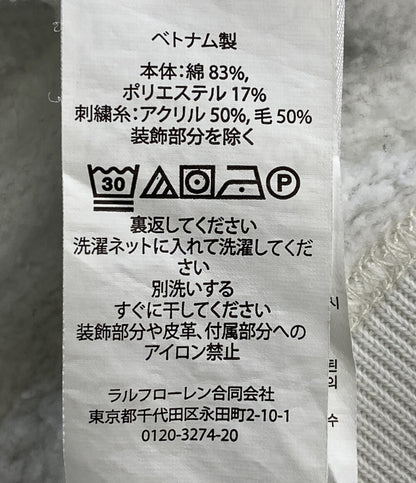 ベトナム製
本体：綿 83%,
ポリエステル 17%
刺繍糸：アクリル 50%, 毛 50%
装飾部分を除く
30 P
裏返してください
洗濯ネットに入れて洗濯してくだ
さい
別洗いする
すぐに干してください
装飾部分や皮革、付属部分への
アイロン禁止
ラルフローレン合同会社
東京都千代田区永田町2-10-1
0120-3274-20
시
된
의
수